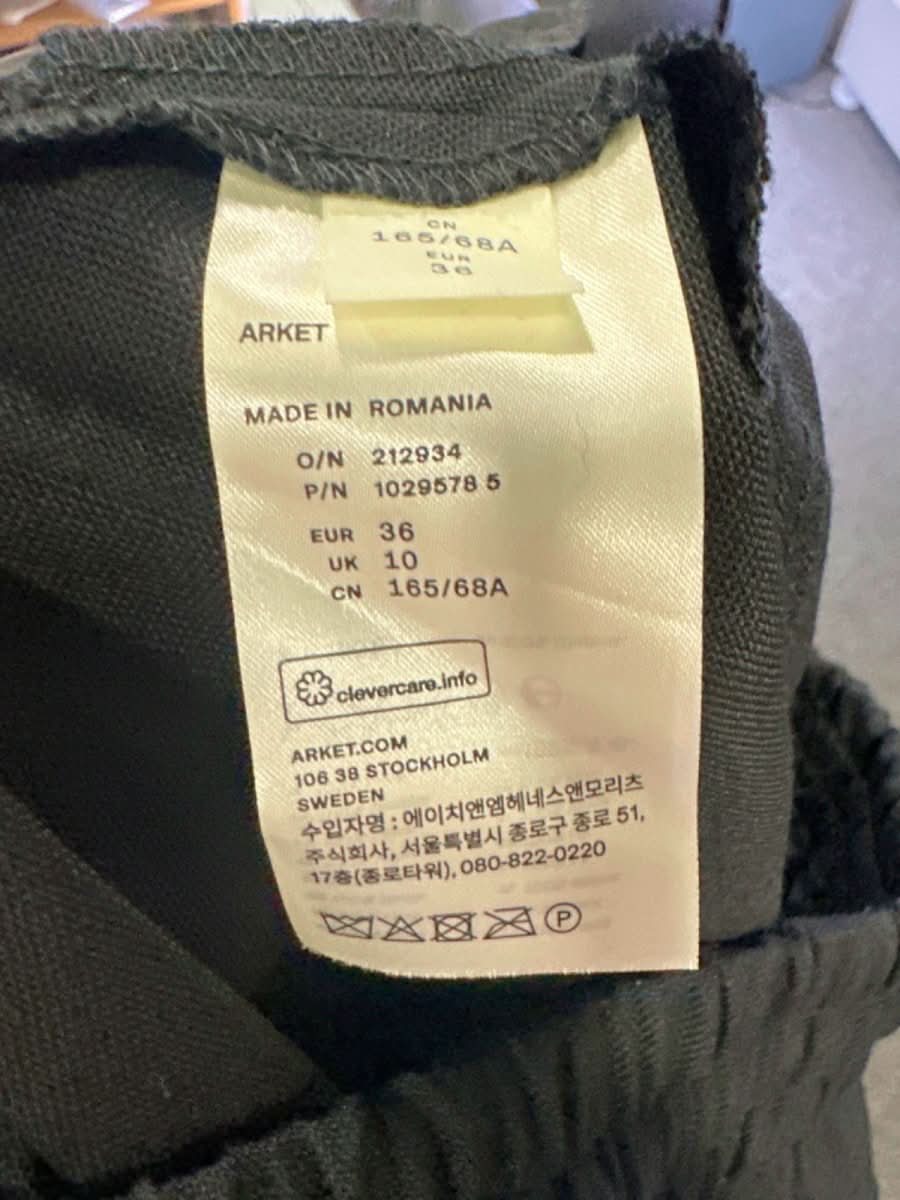 CN
165/68A
EUR
36
ARKET
MADE IN ROMANIA
O/N 212934
P/N 1029578 5
EUR 36
UK 10
CN 165/68A
clevercare.info
ARKET.COM
106 38 STOCKHOLM
SWEDEN
수입자명 : 에이치앤엠헤네스앤모리츠
주식회사, 서울특별시 종로구 종로 51,
17층(종로타워), 080-822-0220
P